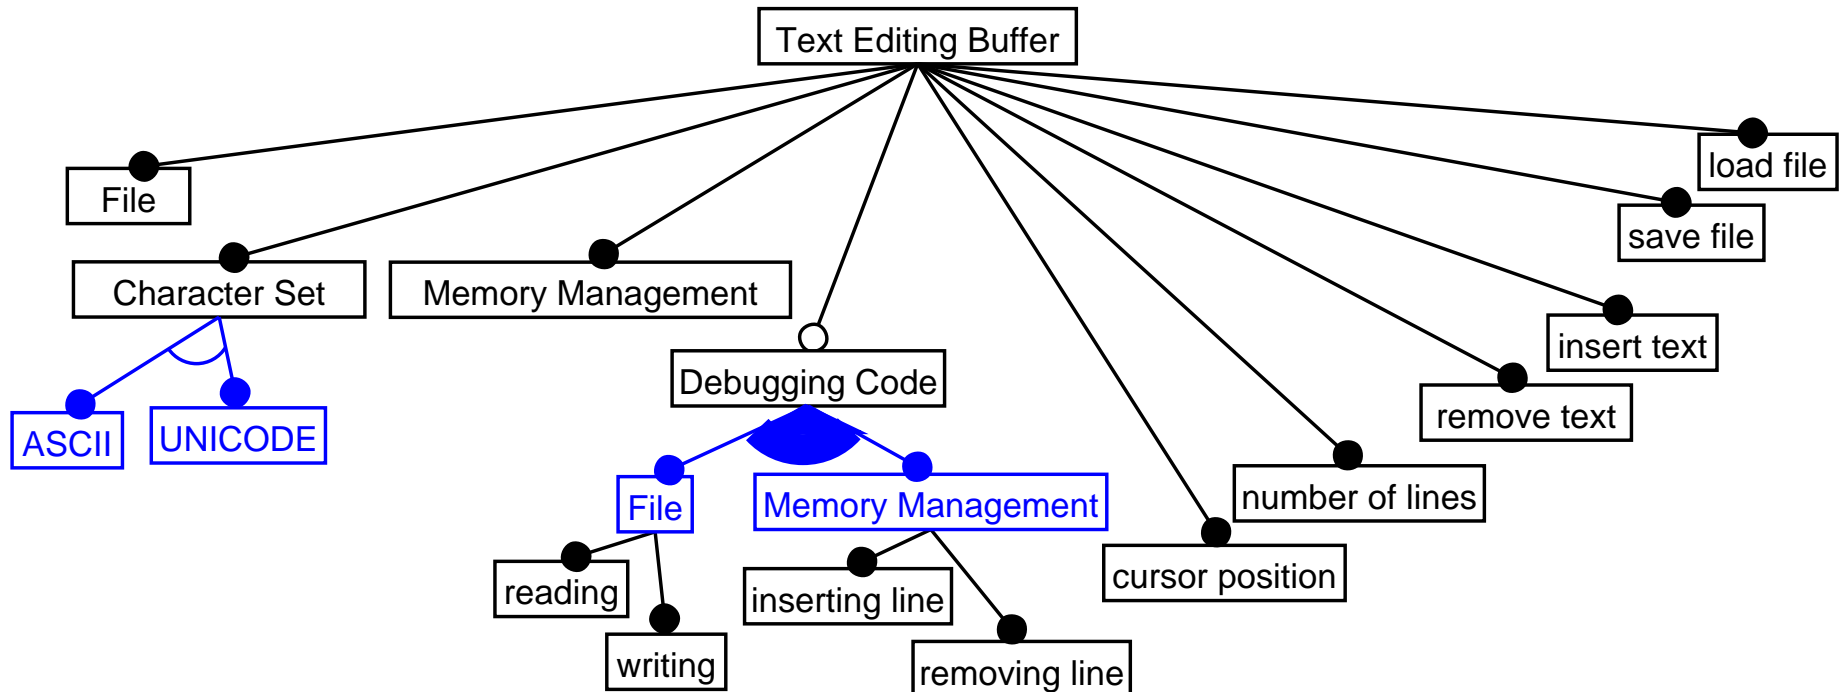 Text Editing Buffer
load file
File
save file
Character Set
Memory Management
insert text
Debugging Code
remove text
ASCII
UNICODE
number of lines
File
Memory Management
cursor position
reading
inserting line
writing
removing line